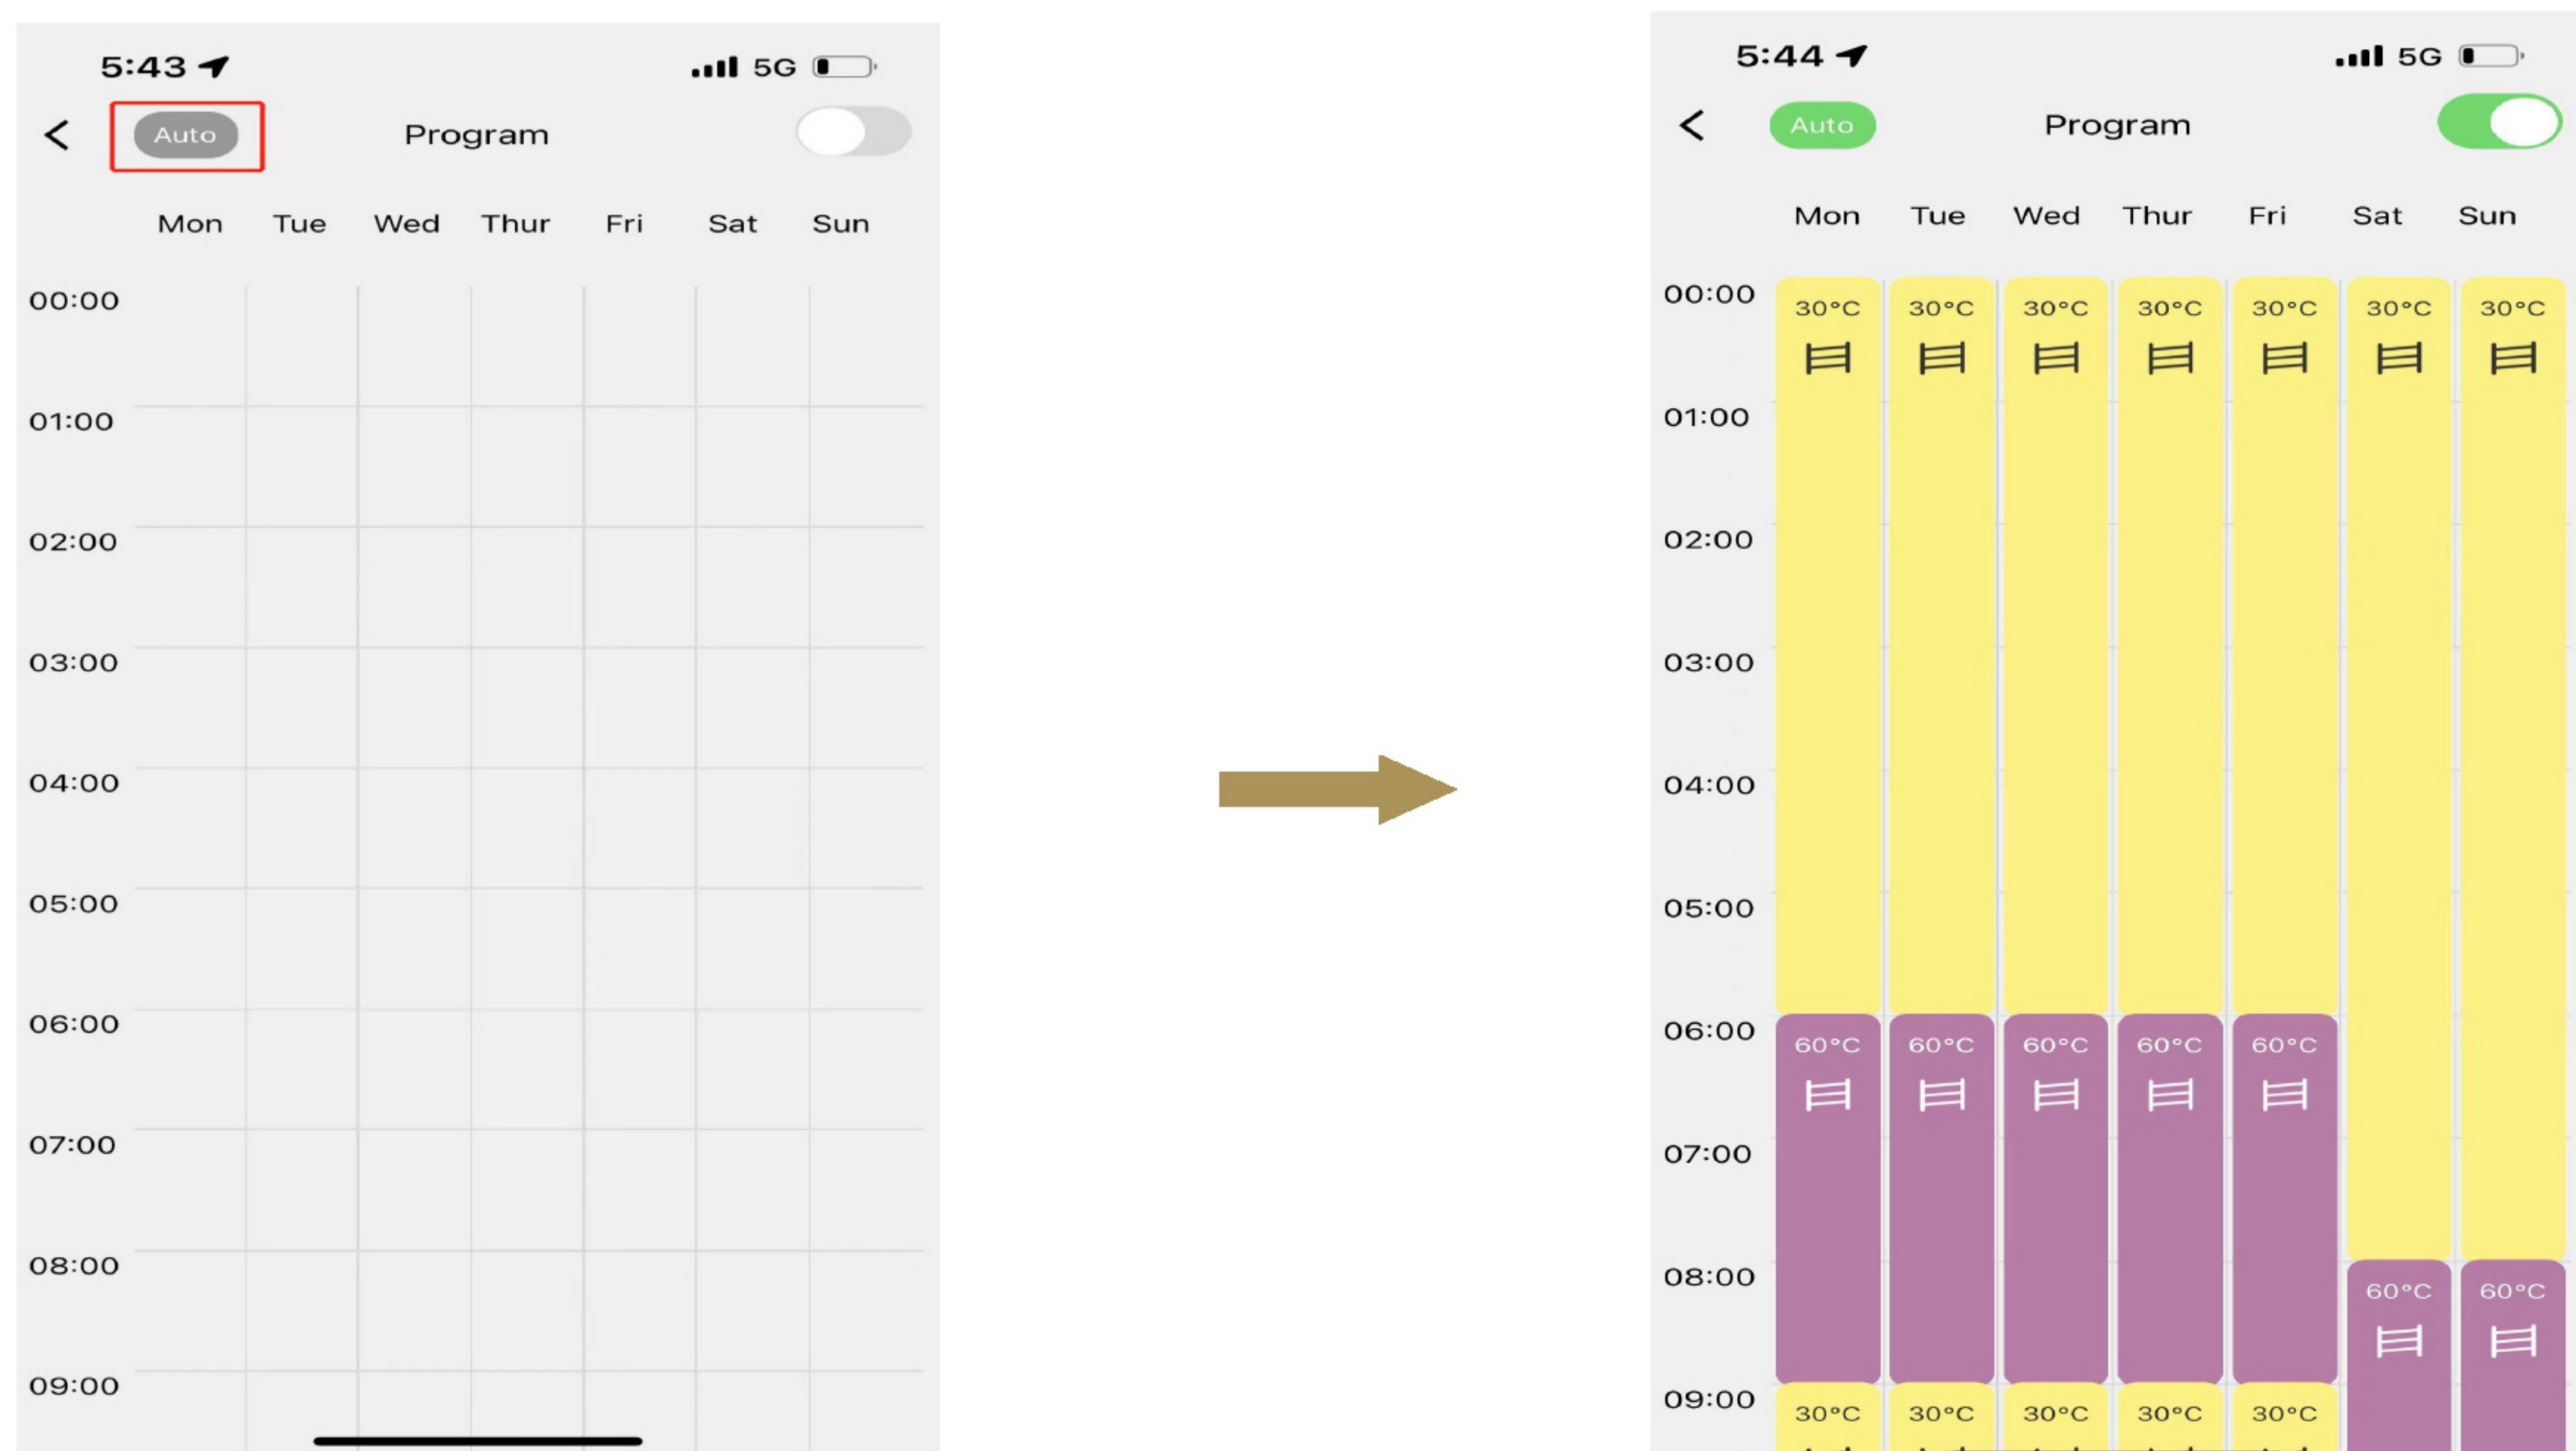 5:43 5G
Auto Program
Mon Tue Wed Thur Fri Sat Sun
00:00
01:00
02:00
03:00
04:00
05:00
06:00
07:00
08:00
09:00
5:44 5G
Auto Program
Mon Tue Wed Thur Fri Sat Sun
00:00 30°C 30°C 30°C 30°C 30°C 30°C 30°C
01:00
02:00
03:00
04:00
05:00
06:00 60°C 60°C 60°C 60°C 60°C
07:00
08:00 60°C 60°C
09:00 30°C 30°C 30°C 30°C 30°C